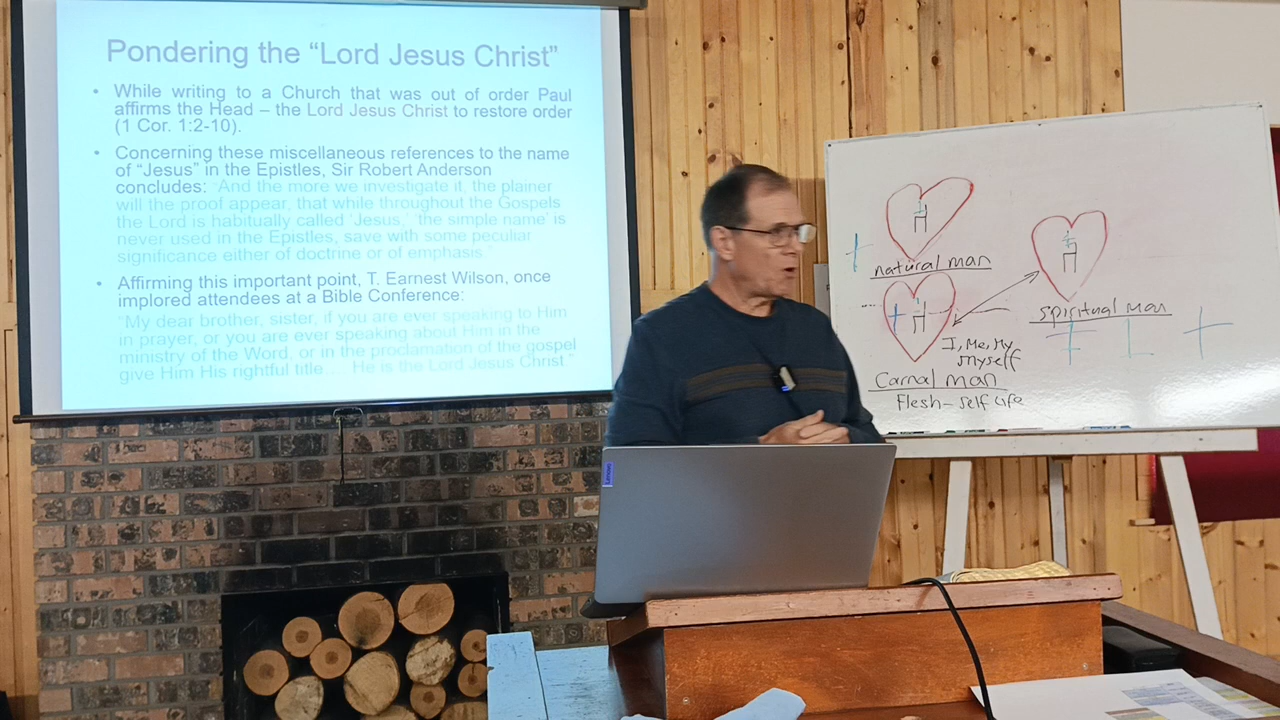 Pondering the “Lord Jesus Christ”
• While writing to a Church that was out of order Paul
affirms the Head – the Lord Jesus Christ to restore order
(1 Cor. 1:2-10).
• Concerning these miscellaneous references to the name
of “Jesus” in the Epistles, Sir Robert Anderson
concludes: “And the more we investigate it, the plainer
will the proof appear, that while throughout the Gospels
the Lord is habitually called ‘Jesus,’ ‘the simple name’ is
never used in the Epistles, save with some peculiar
significance either of doctrine or of emphasis”
• Affirming this important point, T. Earnest Wilson, once
implored attendees at a Bible Conference:
“My dear brother, sister, if you are ever speaking to Him
in prayer, or you are ever speaking about Him in the
ministry of the Word, or in the proclamation of the gospel
give Him His rightful title.... He is the Lord Jesus Christ.”
natural man
spiritual man
I, Me, My
myself
Carnal man
Flesh-self life
Lenovo